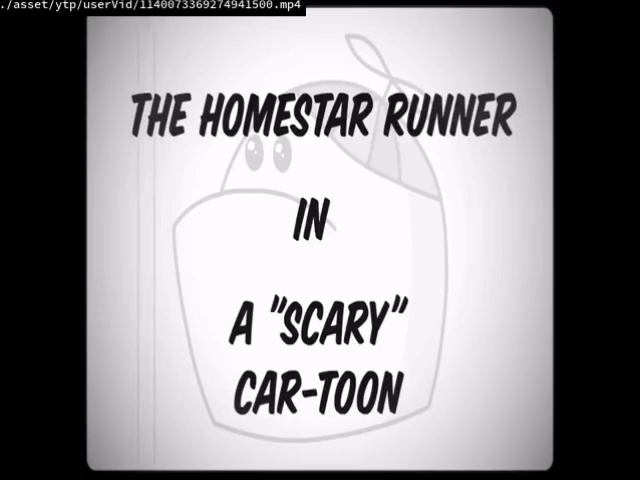 ./asset/ytp/userVid/1140073369274941500.mp4
THE HOMESTAR RUNNER
IN
A "SCARY"
CAR-TOON